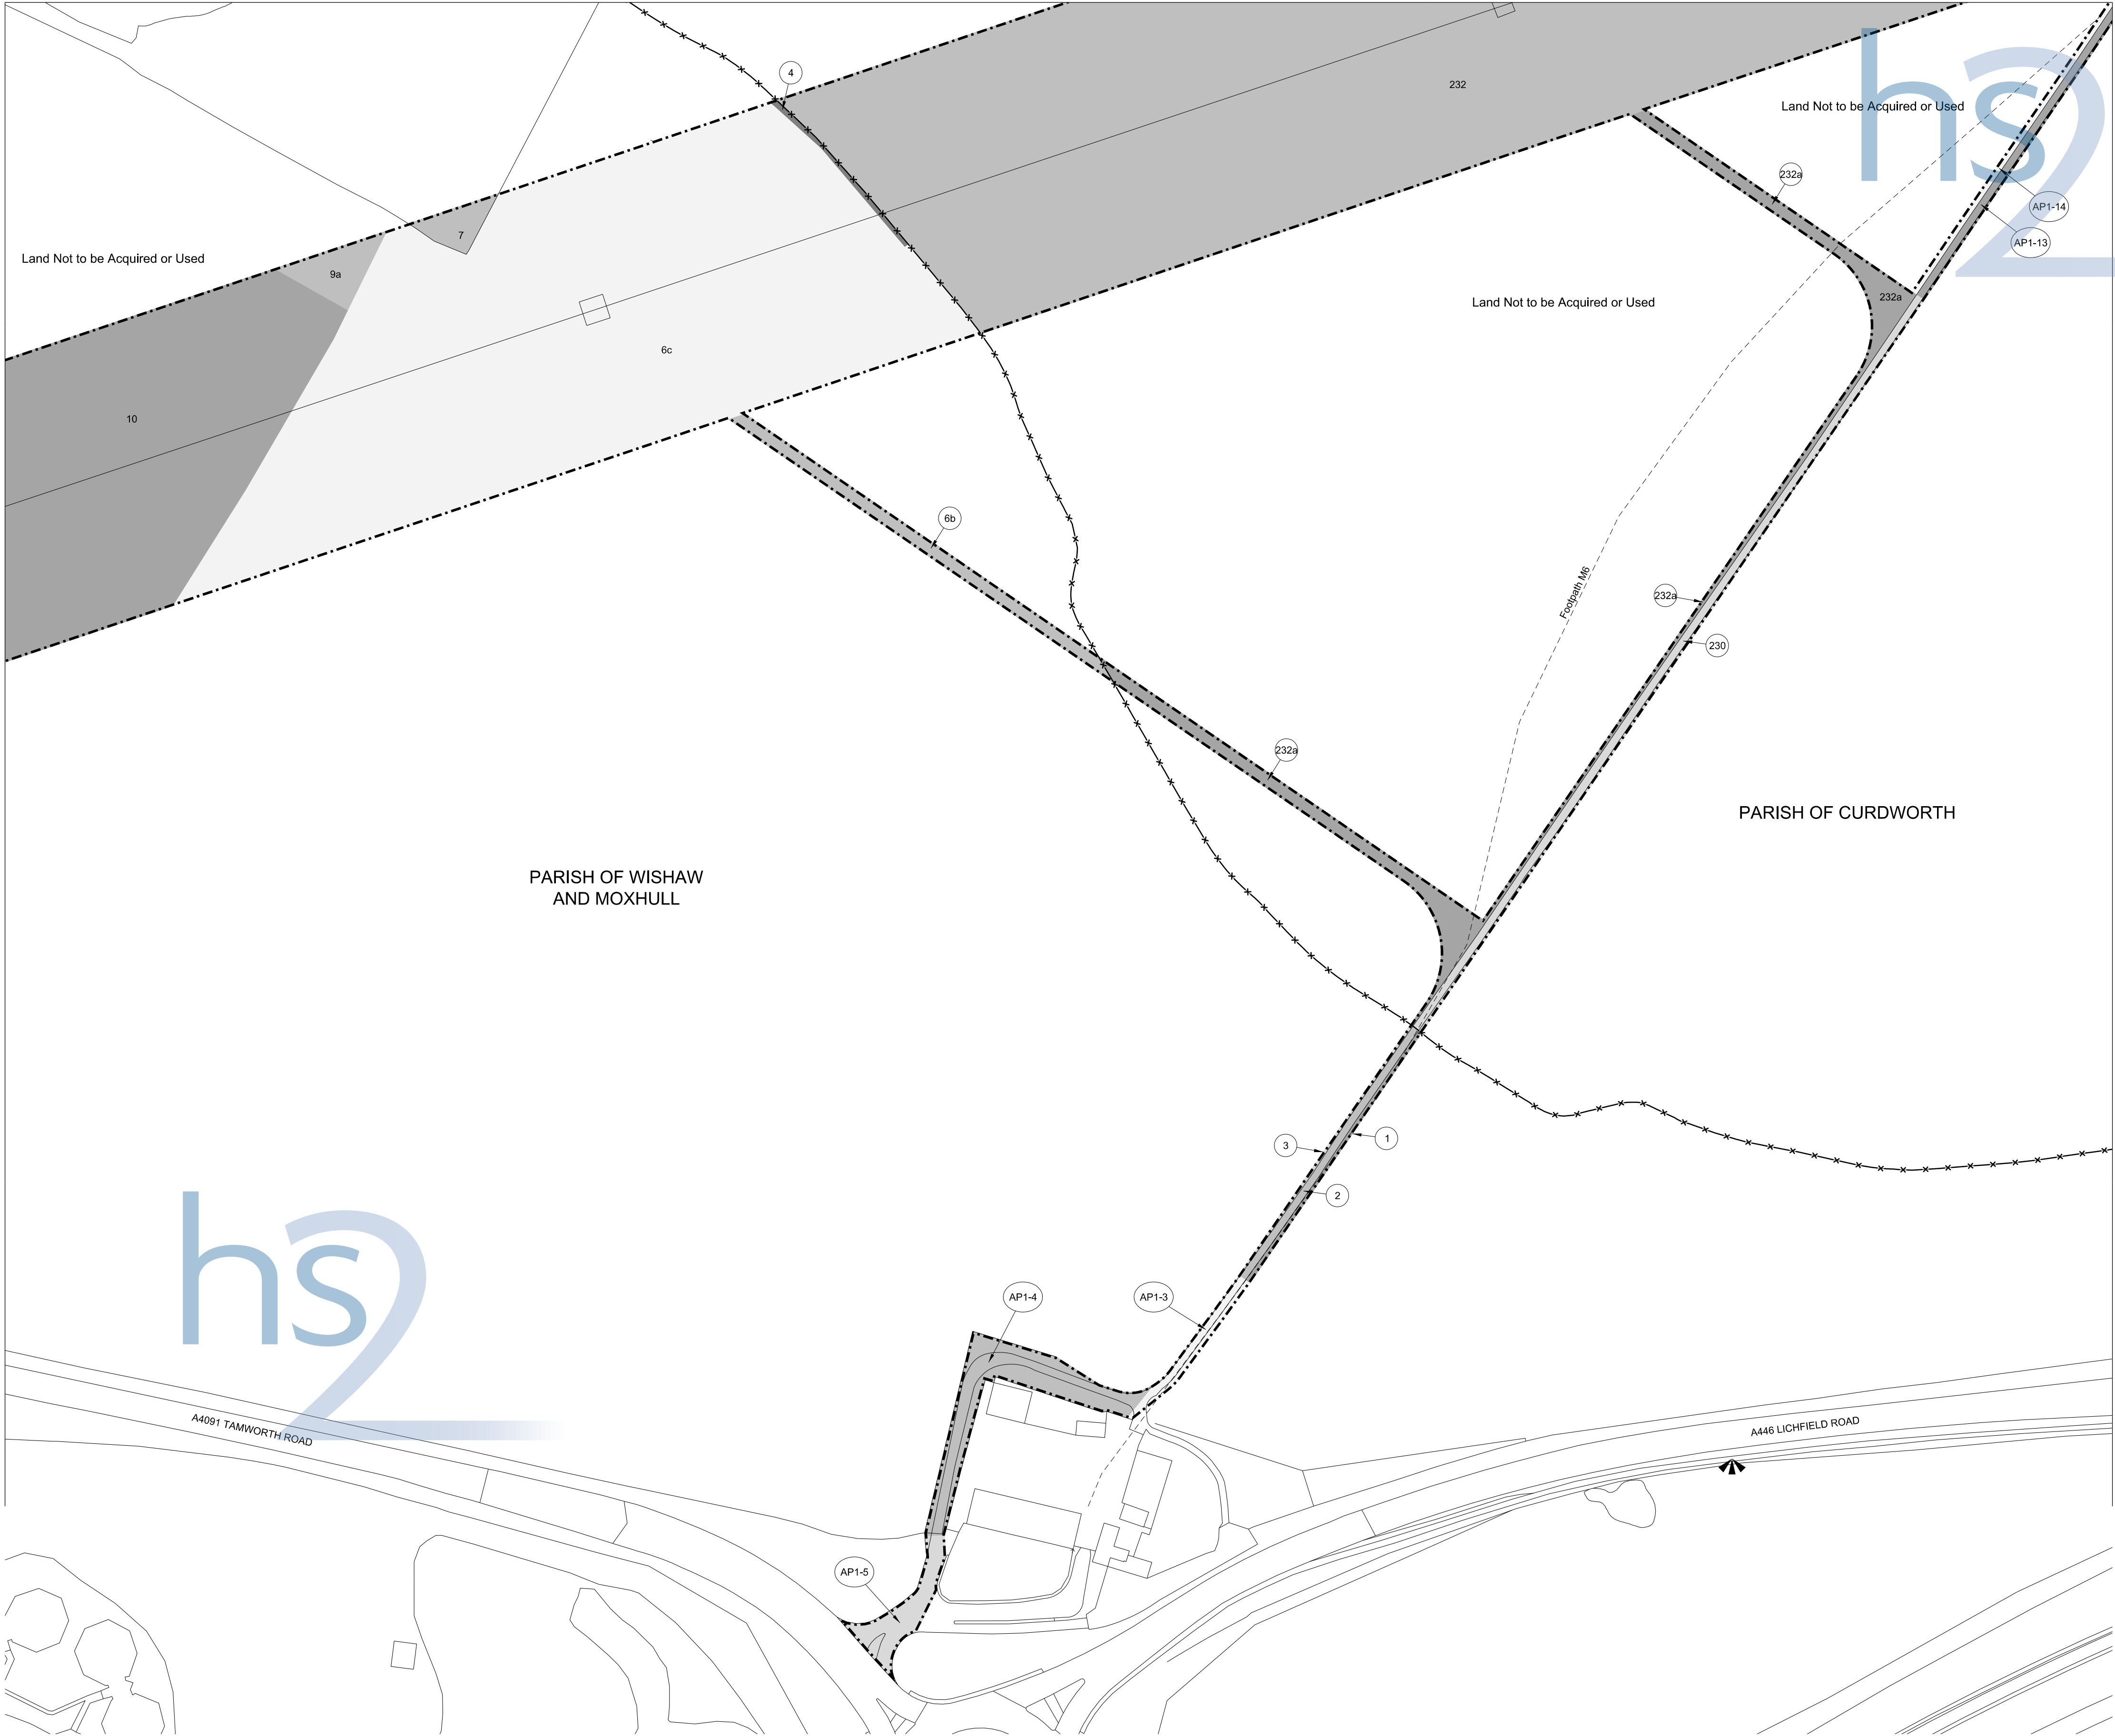 4
232
hs2
Land Not to be Acquired or Used
232a
AP1-14
7
AP1-13
Land Not to be Acquired or Used
9a
232a
Land Not to be Acquired or Used
6c
10
6b
Footpath M6
232a
230
232a
PARISH OF CURDWORTH
PARISH OF WISHAW
AND MOXHULL
1
3
2
hs2
AP1-4
AP1-3
A4091 TAMWORTH ROAD
A446 LICHFIELD ROAD
AP1-5